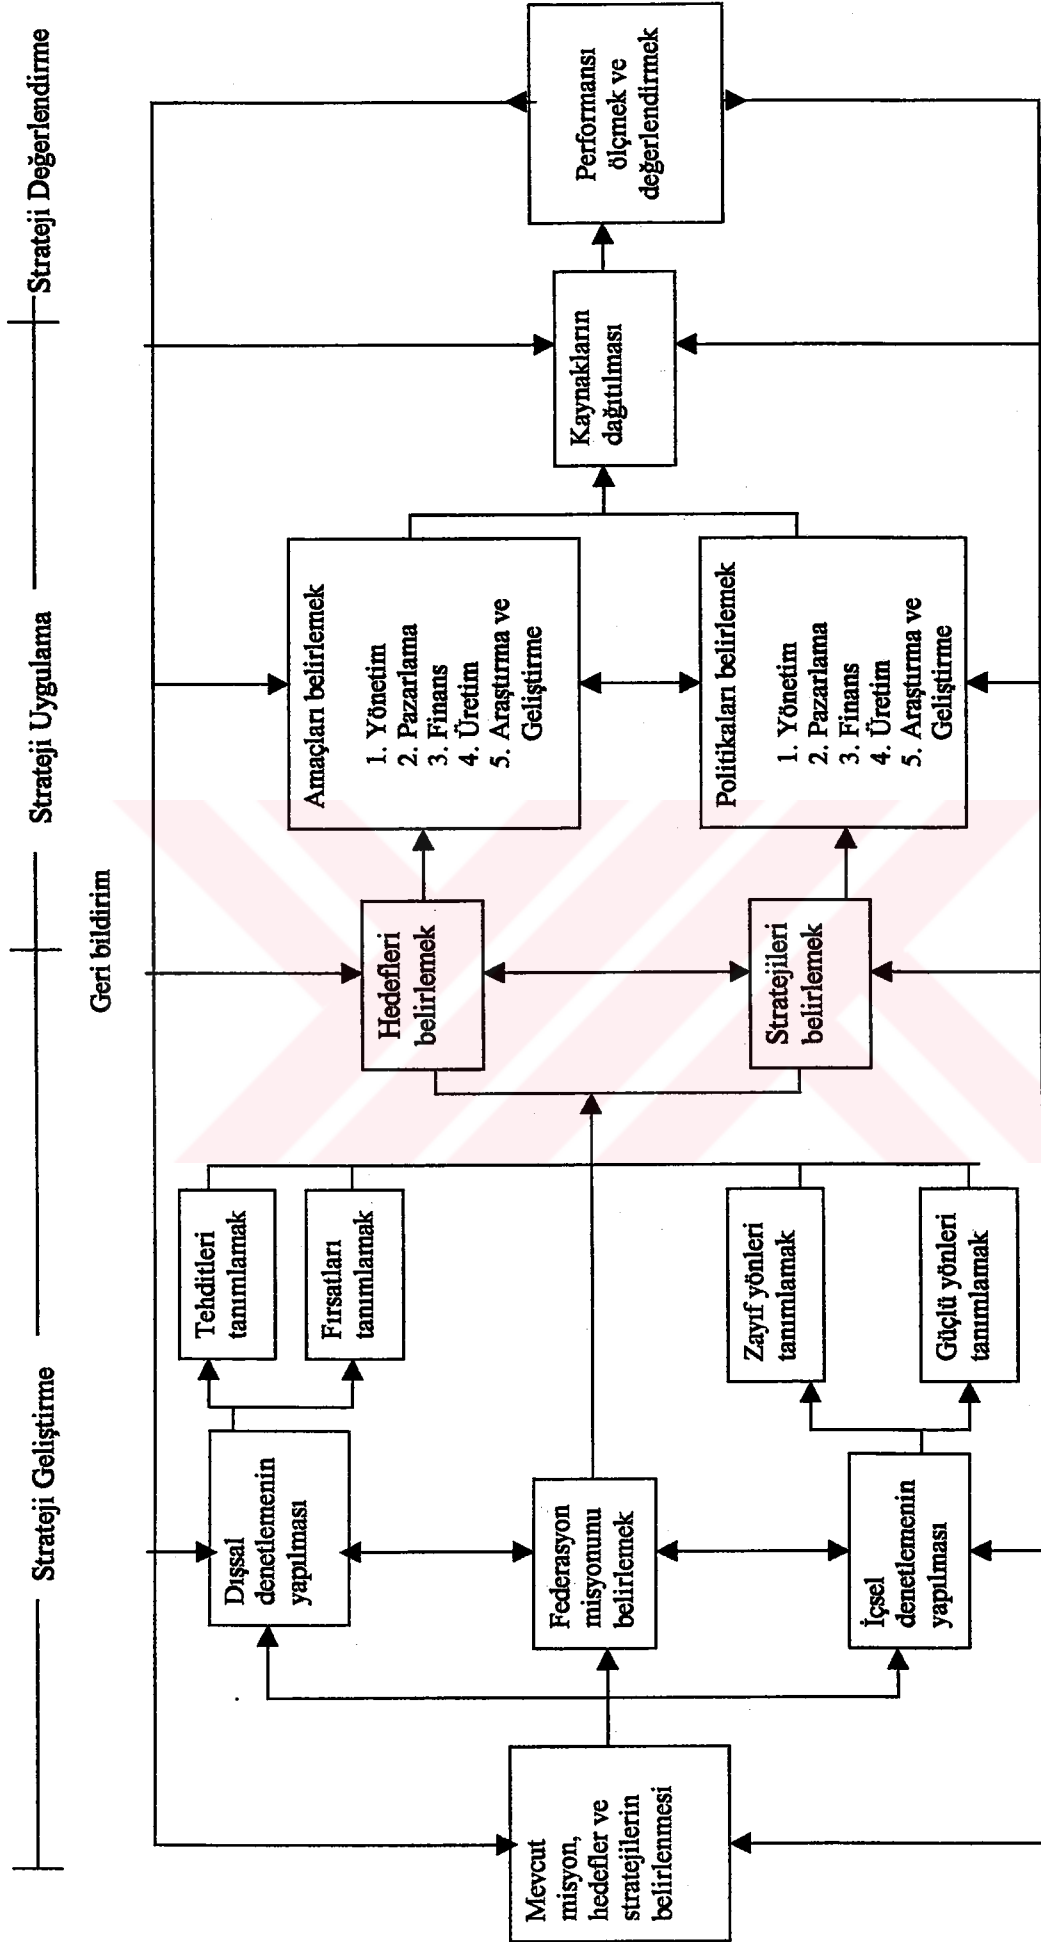 Strateji Geliştirme
Strateji Uygulama
Strateji Değerlendirme
Geri bildirim
Mevcut
misyon,
hedefler ve
stratejilerin
belirlenmesi
Dışsal
denetlemenin
yapılması
Federasyon
misyonunu
belirlemek
İçsel
denetlemenin
yapılması
Tehditleri
tanımlamak
Fırsatları
tanımlamak
Zayıf yönleri
tanımlamak
Güçlü yönleri
tanımlamak
Hedefleri
belirlemek
Stratejileri
belirlemek
Amaçları belirlemek
1. Yönetim
2. Pazarlama
3. Finans
4. Üretim
5. Araştırma ve
Geliştirme
Politikaları belirlemek
1. Yönetim
2. Pazarlama
3. Finans
4. Üretim
5. Araştırma ve
Geliştirme
Kaynakların
dağıtılması
Performansı
ölçmek ve
değerlendirmek